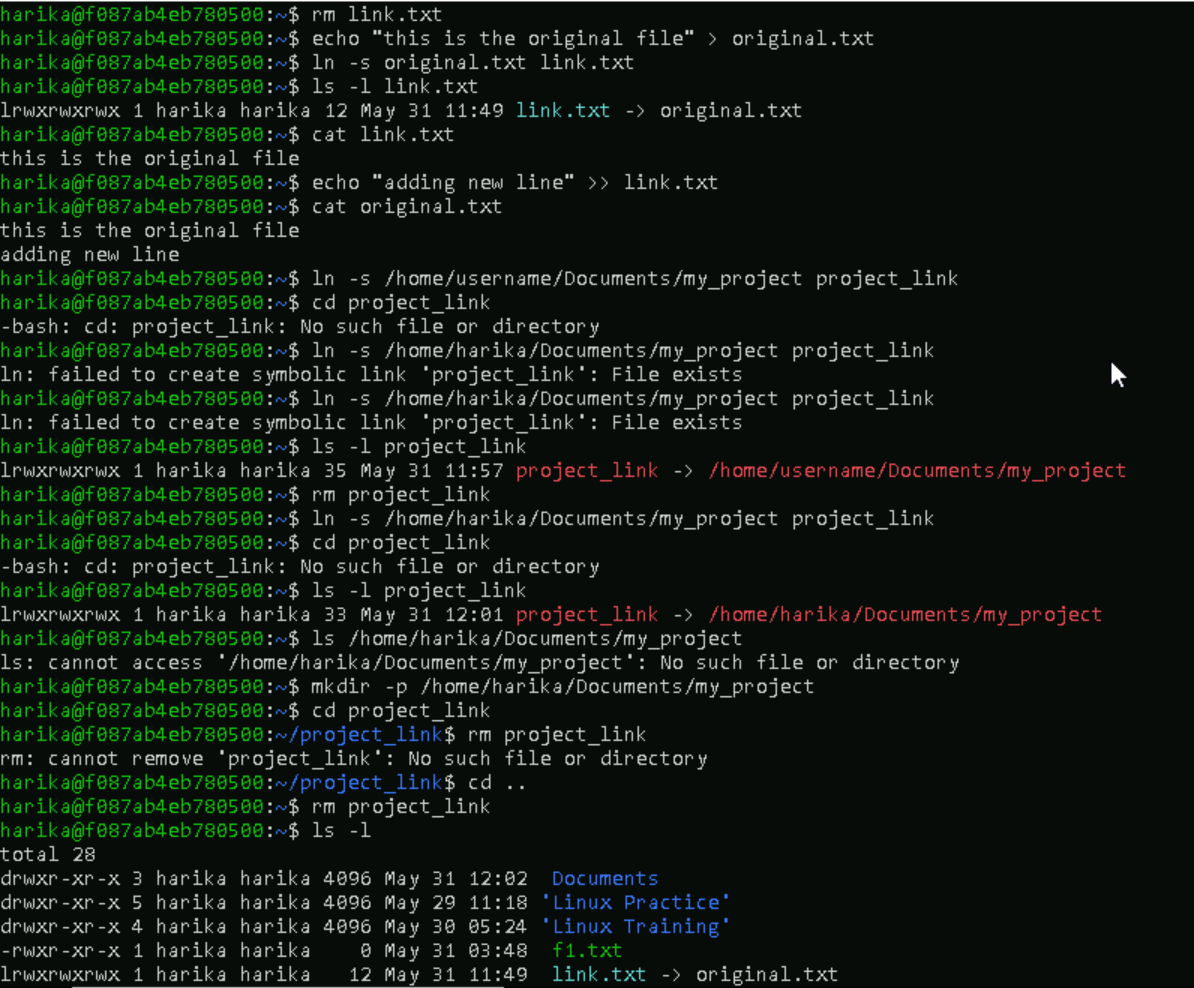 harika@f087ab4eb780500:~$ rm link.txt
harika@f087ab4eb780500:~$ echo "this is the original file" > original.txt
harika@f087ab4eb780500:~$ ln -s original.txt link.txt
harika@f087ab4eb780500:~$ ls -l link.txt
lrwxrwxrwx 1 harika harika 12 May 31 11:49 link.txt -> original.txt
harika@f087ab4eb780500:~$ cat link.txt
this is the original file
harika@f087ab4eb780500:~$ echo "adding new line" >> link.txt
harika@f087ab4eb780500:~$ cat original.txt
this is the original file
adding new line
harika@f087ab4eb780500:~$ ln -s /home/username/Documents/my_project project_link
harika@f087ab4eb780500:~$ cd project_link
-bash: cd: project_link: No such file or directory
harika@f087ab4eb780500:~$ ln -s /home/harika/Documents/my_project project_link
ln: failed to create symbolic link 'project_link': File exists
harika@f087ab4eb780500:~$ ln -s /home/harika/Documents/my_project project_link
ln: failed to create symbolic link 'project_link': File exists
harika@f087ab4eb780500:~$ ls -l project_link
lrwxrwxrwx 1 harika harika 35 May 31 11:57 project_link -> /home/username/Documents/my_project
harika@f087ab4eb780500:~$ rm project_link
harika@f087ab4eb780500:~$ ln -s /home/harika/Documents/my_project project_link
harika@f087ab4eb780500:~$ cd project_link
-bash: cd: project_link: No such file or directory
harika@f087ab4eb780500:~$ ls -l project_link
lrwxrwxrwx 1 harika harika 33 May 31 12:01 project_link -> /home/harika/Documents/my_project
harika@f087ab4eb780500:~$ ls /home/harika/Documents/my_project
ls: cannot access '/home/harika/Documents/my_project': No such file or directory
harika@f087ab4eb780500:~$ mkdir -p /home/harika/Documents/my_project
harika@f087ab4eb780500:~$ cd project_link
harika@f087ab4eb780500:~/project_link$ rm project_link
rm: cannot remove 'project_link': No such file or directory
harika@f087ab4eb780500:~/project_link$ cd ..
harika@f087ab4eb780500:~$ rm project_link
harika@f087ab4eb780500:~$ ls -l
total 28
drwxr-xr-x 3 harika harika 4096 May 31 12:02  Documents
drwxr-xr-x 5 harika harika 4096 May 29 11:18 'Linux Practice'
drwxr-xr-x 4 harika harika 4096 May 30 05:24 'Linux Training'
-rwxr-xr-x 1 harika harika    0 May 31 03:48  f1.txt
lrwxrwxrwx 1 harika harika   12 May 31 11:49  link.txt -> original.txt